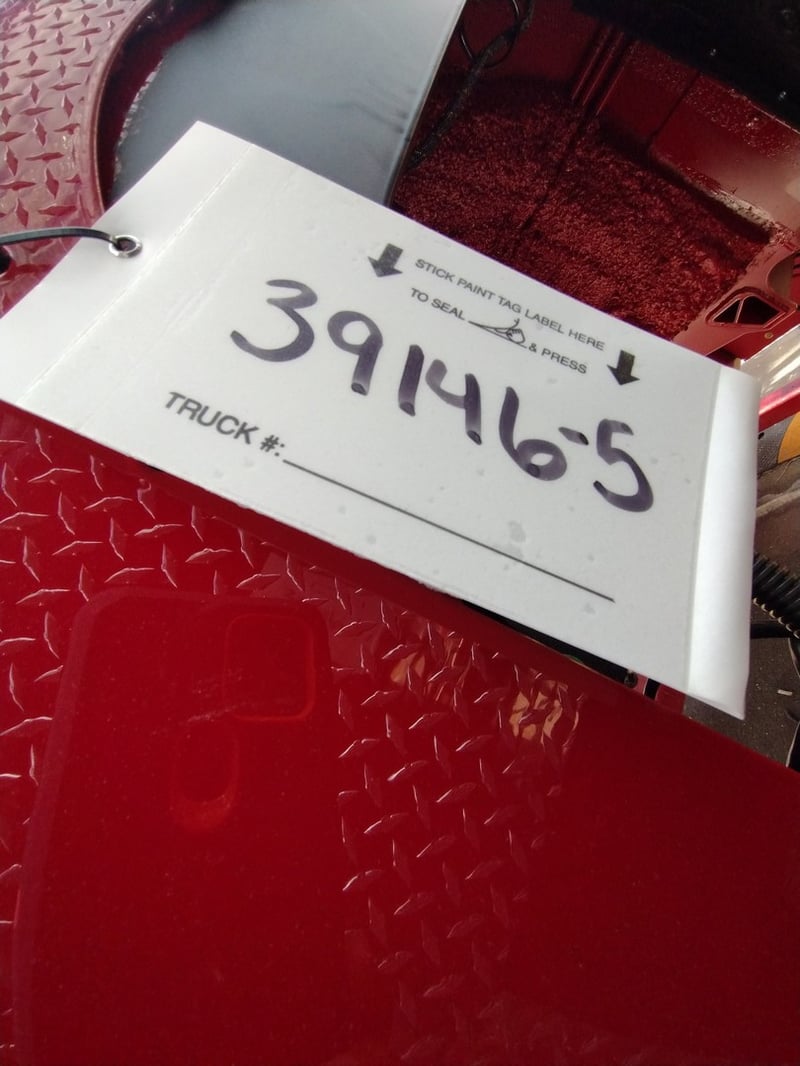 STICK PAINT TAG LABEL HERE
TO SEAL & PRESS
39146-5
TRUCK #: